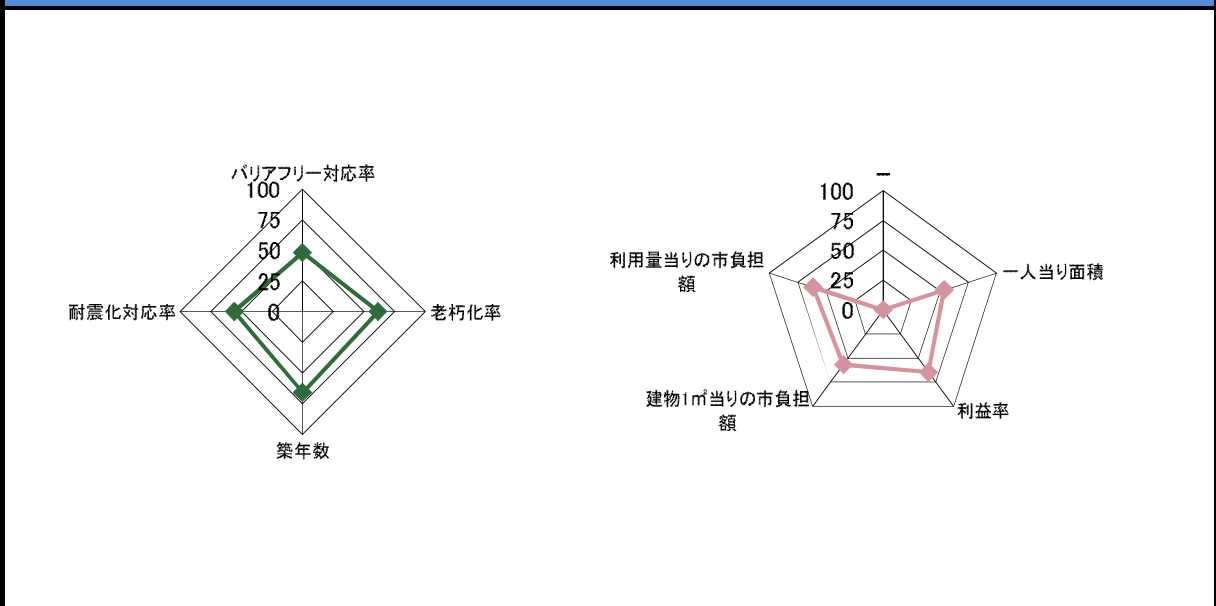 バリアフリー対応率
100
75
50
25
0
耐震化対応率
老朽化率
築年数
ー
100
75
50
25
0
利用量当りの市負担
額
一人当り面積
建物1㎡当りの市負担
額
利益率